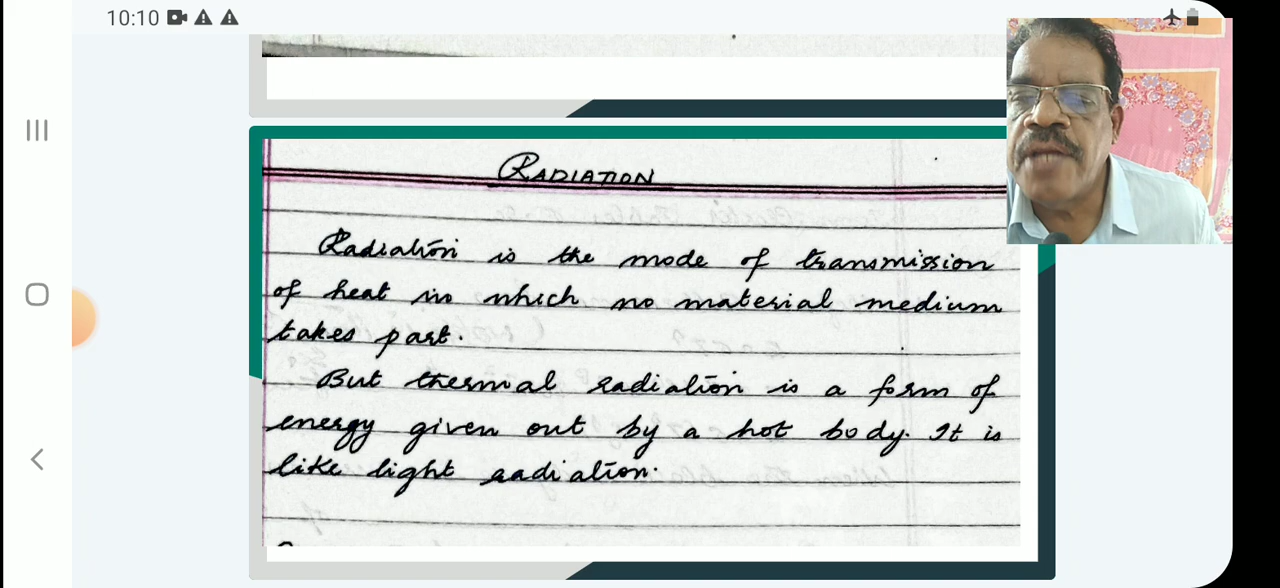 10:10
RADIATION
Radiation is the mode of transmission
of heat in which no material medium
takes part.
But thermal radiation is a form of
energy given out by a hot body. It is
like light radiation.